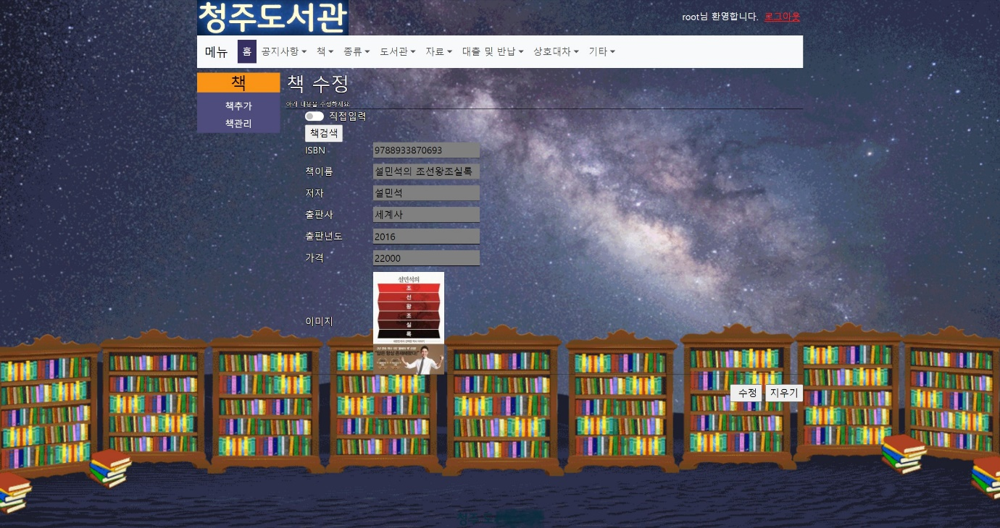 청주도서관
root님 환영합니다. 로그아웃
메뉴 홈 공지사항 책 종류 도서관 자료 대출 및 반납 상호대차 기타
책
책추가
책관리
책 수정
아래 내용을 수정하세요.
직접입력
책검색
ISBN 9788933870693
책이름 설민석의 조선왕조실록
저자 설민석
출판사 세계사
출판년도 2016
가격 22000
이미지
설민석의
조
선
왕
조
실
록
수정 지우기